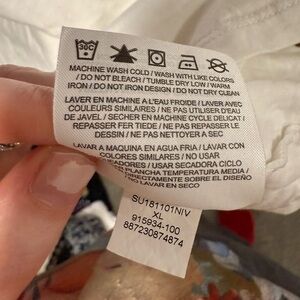 30C
MACHINE WASH COLD / WASH WITH LIKE COLORS
/ DO NOT BLEACH / TUMBLE DRY LOW / WARM
IRON / DO NOT IRON DESIGN / DO NOT DRY CLEAN
LAVER EN MACHINE A L'EAU FROIDE / LAVER AVEC
COULEURS SIMILAIRES / NE PAS UTILISER D'EAU
DE JAVEL / SECHER EN MACHINE CYCLE DELICAT /
REPASSER FER TIEDE / NE PAS REPASSER LE
DESSIN / NE PAS NETTOYER A SEC
LAVAR A MAQUINA EN AGUA FRIA / LAVAR CON
COLORES SIMILARES / NO USAR
USAR SECADORA CICLO
PLANCHA TEMPERATURA MEDIA /
DIRECTAMENTE SOBRE EL DISEÑO
/ NO LAVAR EN SECO
SU181101NIV
XL
915934-100
887230874874